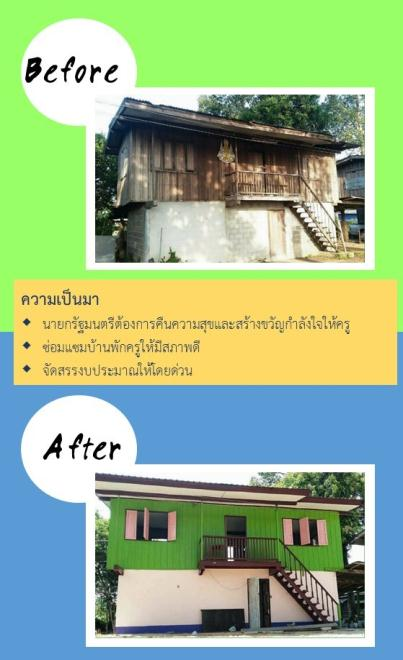 Before
ความเป็นมา
◆ นายกรัฐมนตรีต้องการคืนความสุขและสร้างขวัญกำลังใจให้ครู
◆ ซ่อมแซมบ้านพักครูให้มีสภาพดี
◆ จัดสรรงบประมาณให้โดยด่วน
After